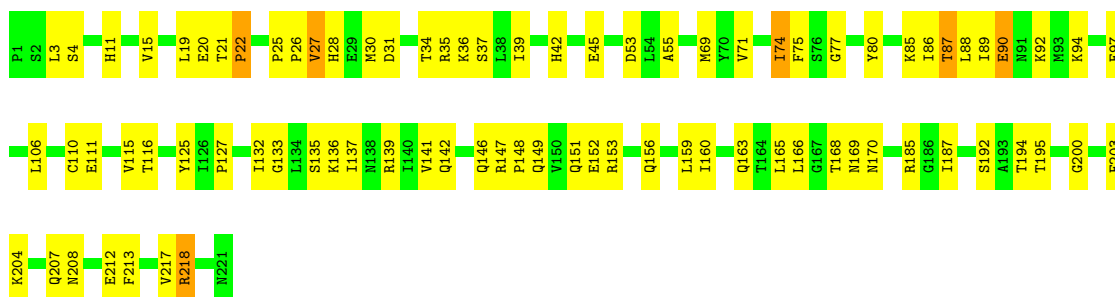 P1 S2 L3 S4 H11 V15 L19 E20 T21 P22 P25 P26 V27 H28 E29 M30 D31 T34 R35 K36 S37 L38 I39 H42 E45 D53 L54 A55 M69 Y70 V71 I74 F75 S76 G77 Y80 K85 I86 T87 L88 I89 E90 N91 K92 M93 K94
L106 C110 E111 V115 T116 Y125 I126 P127 I132 G133 L134 S135 K136 I137 N138 R139 I140 V141 Q142 Q146 R147 P148 Q149 V150 Q151 E152 R153 Q156 L159 I160 Q163 T164 L165 L166 G167 T168 N169 N170 R185 G186 I187 S192 A193 T194 T195 G200
K204 Q207 N208 E212 F213 V217 R218 N221